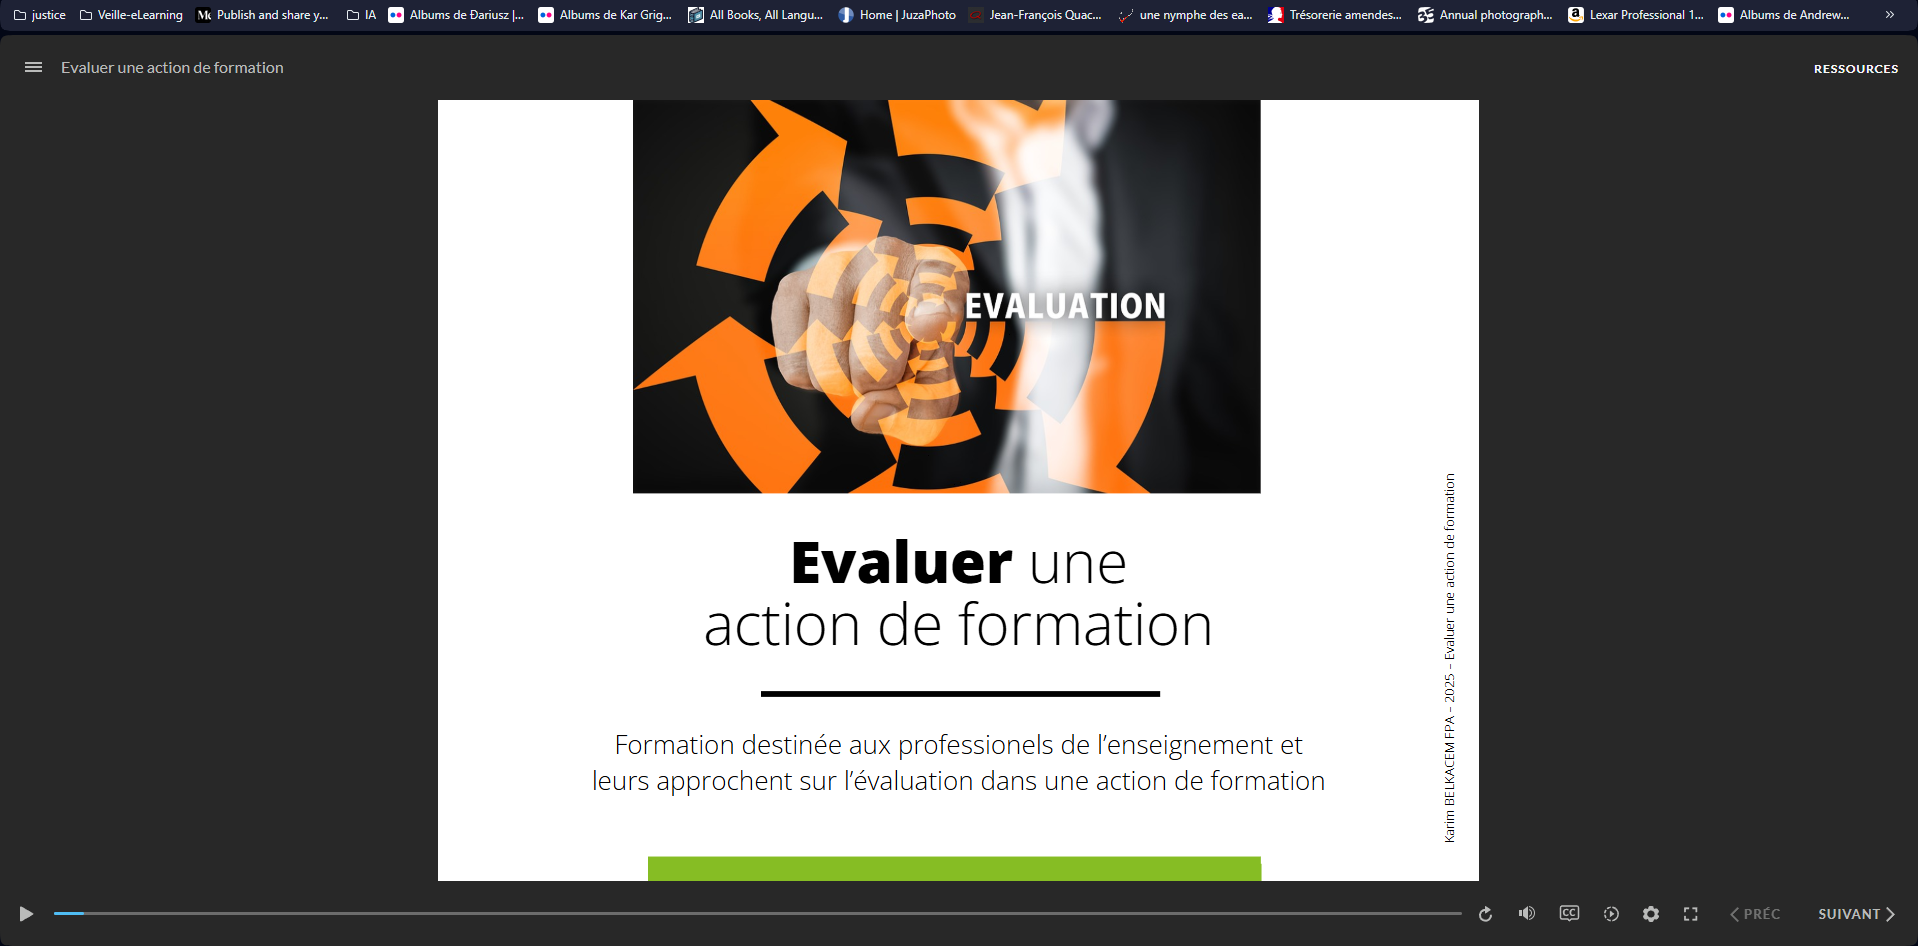 justice
Veille-eLearning
Publish and share y...
IA
Albums de Đariusz |...
Albums de Kar Grig...
All Books, All Langu...
Home | JuzaPhoto
Jean-François Quac...
une nymphe des ea...
Trésorerie amendes...
Annual photograph...
Lexar Professional 1...
Albums de Andrew...
»
Evaluer une action de formation
RESSOURCES
EVALUATION
Evaluer une
action de formation
Formation destinée aux professionels de l’enseignement et
leurs approchent sur l’évaluation dans une action de formation
Karim BELKACEM FPA – 2025 – Evaluer une action de formation
CC
PRÉC
SUIVANT